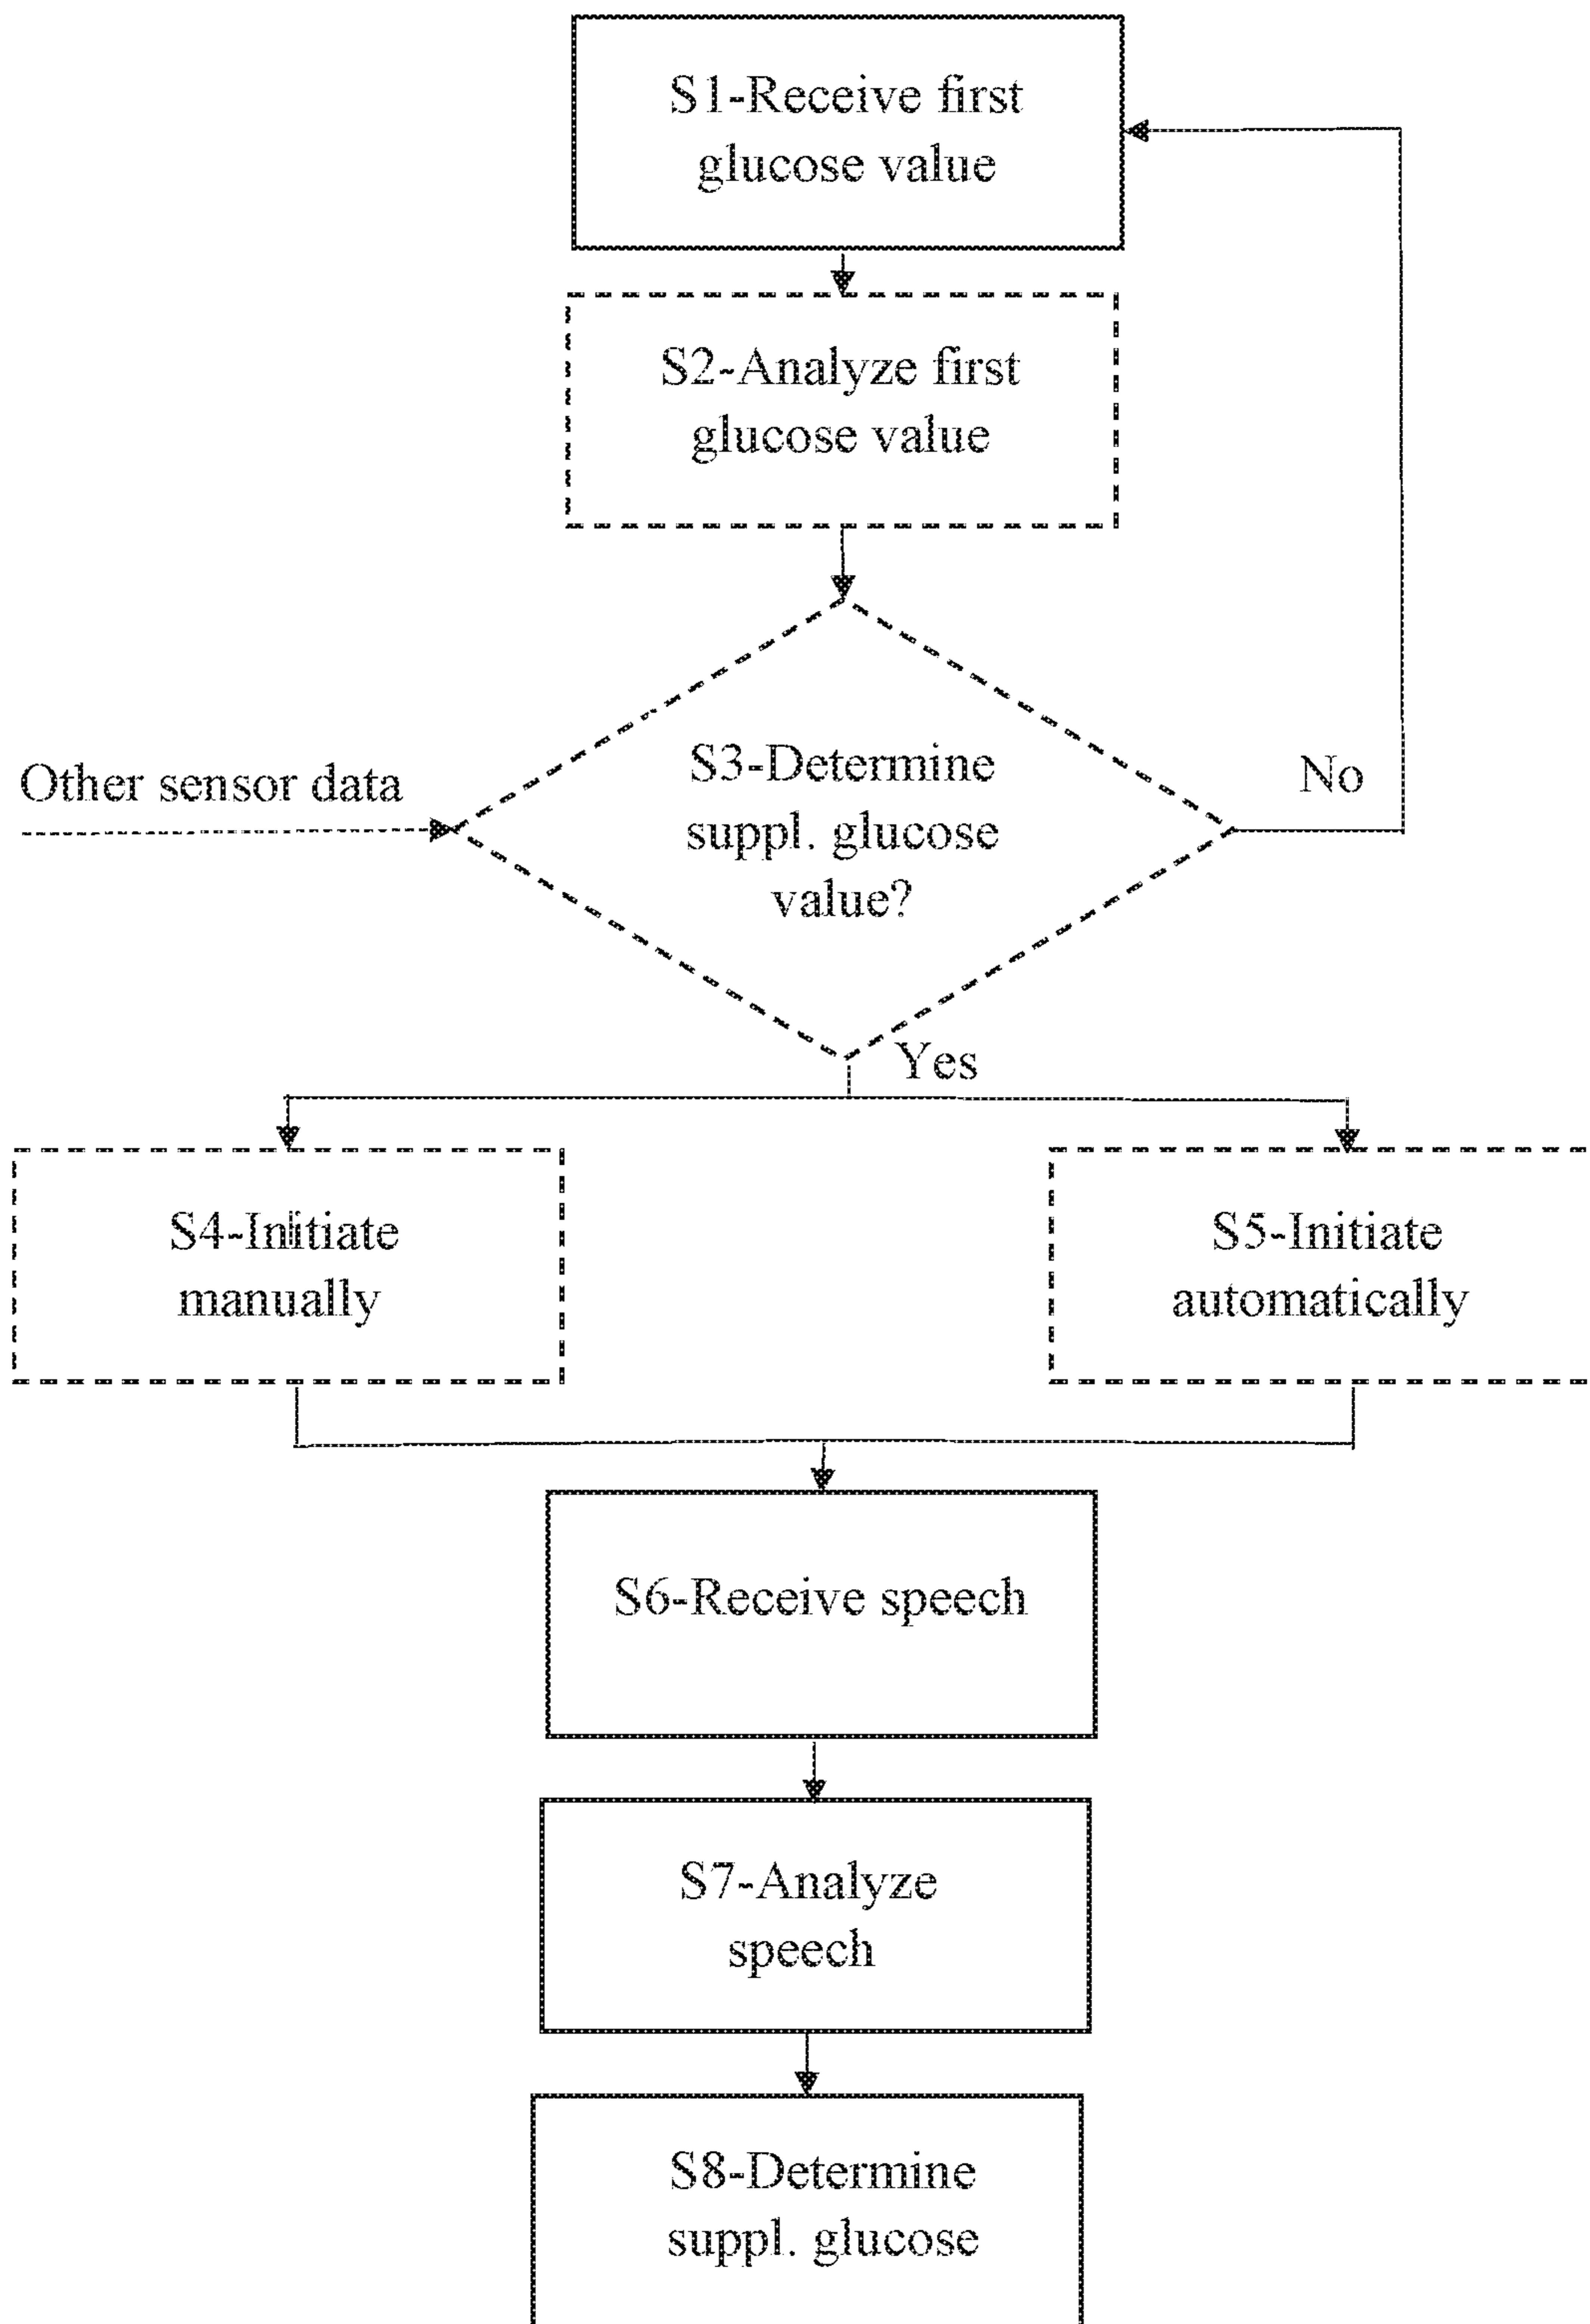 S1-Receive first
glucose value
S2-Analyze first
glucose value
Other sensor data
S3-Determine
suppl. glucose
value?
No
Yes
S4-Initiate
manually
S5-Initiate
automatically
S6-Receive speech
S7-Analyze
speech
S8-Determine
suppl. glucose